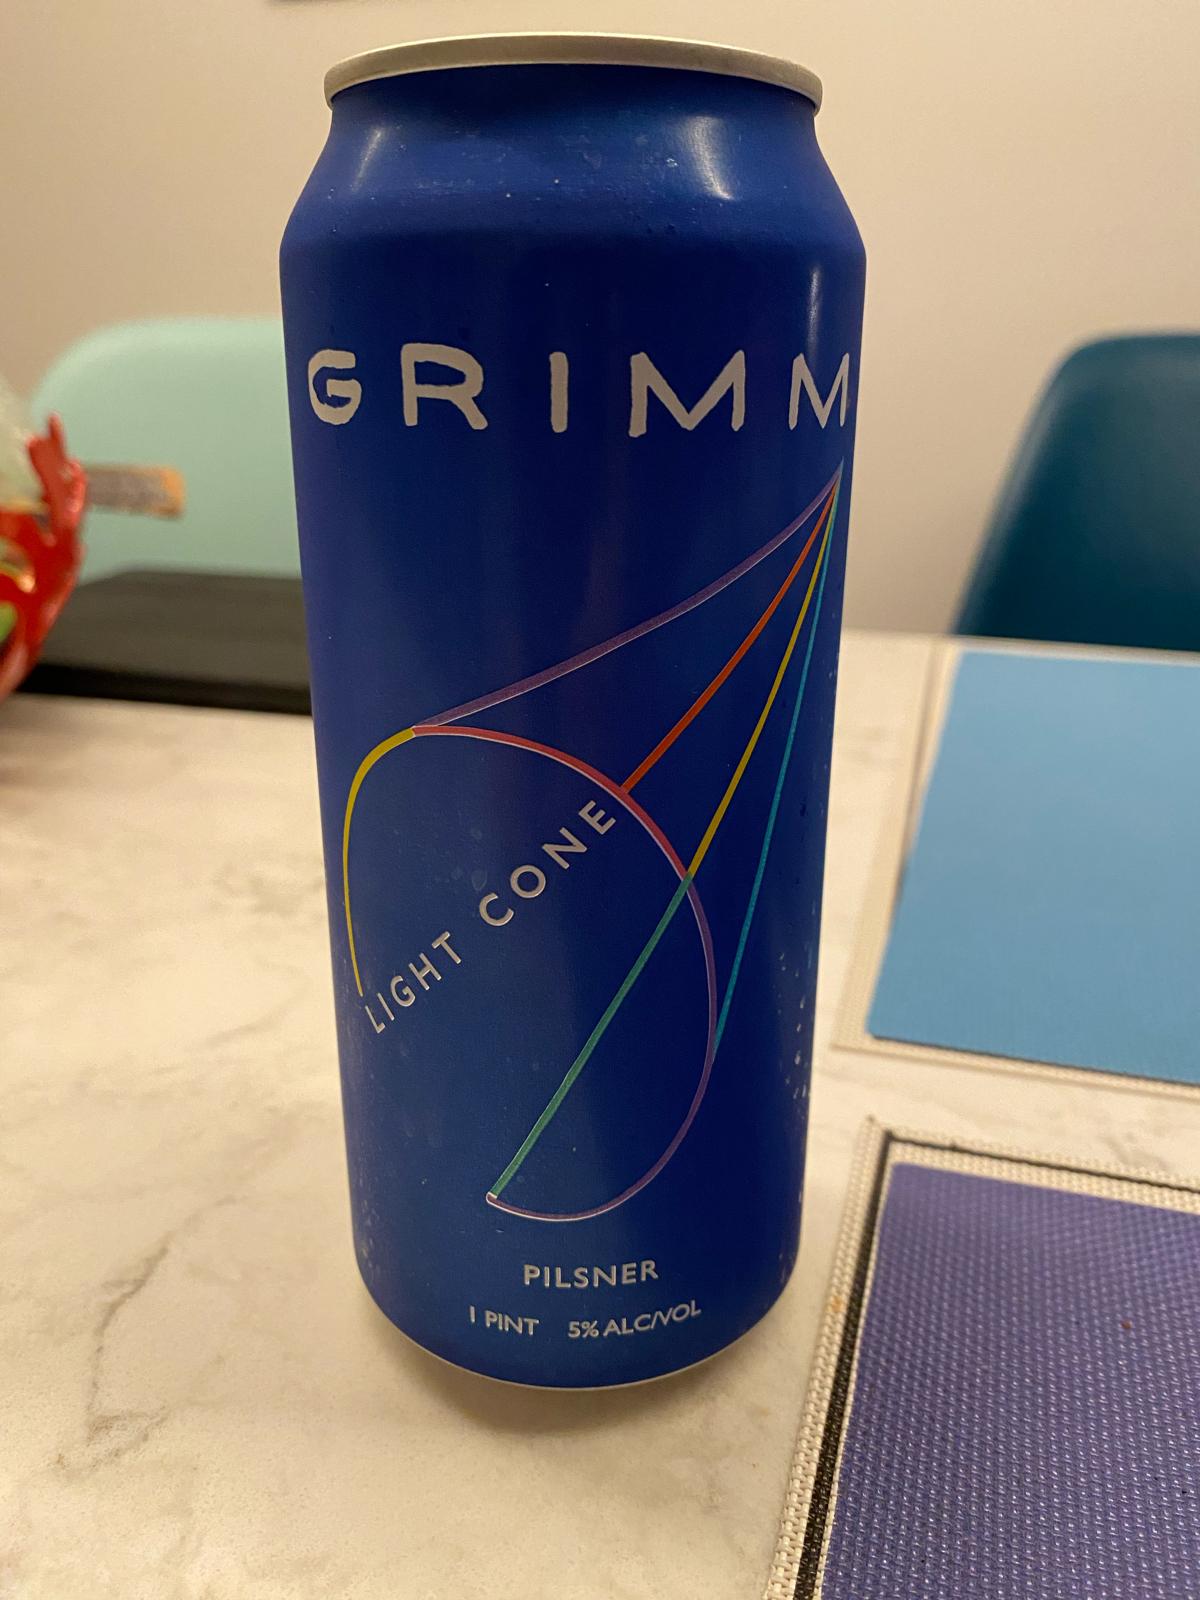 GRIMM
LIGHT CONE
PILSNER
1 PINT 5% ALC/VOL